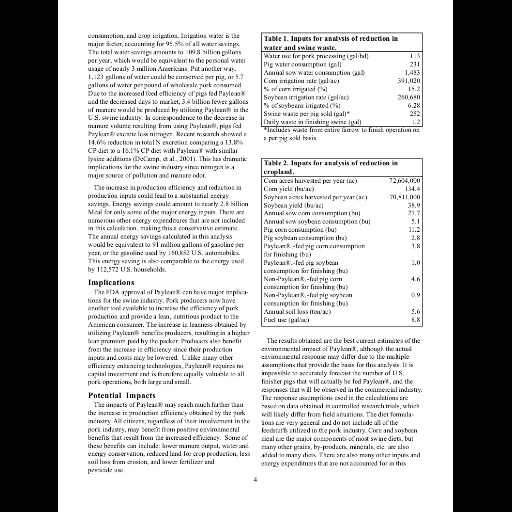 consumption, and crop irrigation. Irrigation water is the
major factor, accounting for 95.5% of all water savings.
The total water savings amounts to 109.8 billion gallons
per year, which would be equivalent to the personal water
usage of nearly 3 million Americans. Put another way,
1,123 gallons of water could be conserved per pig, or 5.7
gallons of water per pound of wholesale pork consumed.
Due to the increased feed efficiency of pigs fed Paylean®
and the decreased days to market, 3.4 billion fewer gallons
of manure would be produced by utilizing Paylean® in the
U.S. swine industry. In correspondence to the decrease in
manure volume resulting from using Paylean®, pigs fed
Paylean® excrete less nitrogen. Recent research showed a
14.6% reduction in total N excretion comparing a 13.8%
CP diet to a 16.1% CP diet with Paylean® with similar
lysine additions (DeCamp, et al., 2001). This has dramatic
implications for the swine industry since nitrogen is a
major source of pollution and manure odor.
The increase in production efficiency and reduction in
production inputs could lead to a substantial energy
savings. Energy savings could amount to nearly 2.8 billion
Mcal for only some of the major energy inputs. There are
numerous other energy expenditures that are not included
in this calculation, making this a conservative estimate.
The annual energy savings calculated in this analysis
would be equivalent to 91 million gallons of gasoline per
year, or the gasoline used by 160,852 U.S. automobiles.
This energy saving is also comparable to the energy used
by 112,572 U.S. households.
Implications
The FDA approval of Paylean® can have major implica-
tions for the swine industry. Pork producers now have
another tool available to increase the efficiency of pork
production and provide a lean, nutritious product to the
American consumer. The increase in leanness obtained by
utilizing Paylean® benefits producers, resulting in a higher
lean premium paid by the packer. Producers also benefit
from the increase in efficiency since their production
inputs and costs may be lowered. Unlike many other
efficiency enhancing technologies, Paylean® requires no
capital investment and is therefore equally valuable to all
pork operations, both large and small.
Potential Impacts
The impacts of Paylean® may reach much further than
the increase in production efficiency obtained by the pork
industry. All citizens, regardless of their involvement in the
pork industry, may benefit from positive environmental
benefits that result from the increased efficiency. Some of
these benefits can include: lower manure output, water and
energy conservation, reduced land for crop production, less
soil loss from erosion, and lower fertilizer and
pesticide use.
Table 1. Inputs for analysis of reduction in
water and swine waste.
Water use for pork processing (gal/hd) 113
Pig water consumption (gal) 231
Annual sow water consumption (gal) 1,483
Corn irrigation rate (gal/ac) 391,020
% of corn irrigated (%) 15.2
Soybean irrigation rate (gal/ac) 260,680
% of soybeans irrigated (%) 6.28
Swine waste per pig sold (gal)* 252
Daily waste in finishing swine (gal) 1.2
*Includes waste from entire farrow to finish operation on
a per pig sold basis.
Table 2. Inputs for analysis of reduction in
cropland.
Corn acres harvested per year (ac) 72,604,000
Corn yield (bu/ac) 134.4
Soybean acres harvested per year (ac) 70,811,000
Soybean yield (bu/ac) 38.9
Annual sow corn consumption (bu) 27.7
Annual sow soybean consumption (bu) 5.1
Pig corn consumption (bu) 11.2
Pig soybean consumption (bu) 2.8
Paylean®-fed pig corn consumption 3.8
for finishing (bu)
Paylean®-fed pig soybean 1.0
consumption for finishing (bu)
Non-Paylean®-fed pig corn 4.6
consumption for finishing (bu)
Non-Paylean®-fed pig soybean 0.9
consumption for finishing (bu)
Annual soil loss (ton/ac) 5.6
Fuel use (gal/ac) 8.8
The results obtained are the best current estimates of the
environmental impact of Paylean®, although the actual
environmental response may differ due to the multiple
assumptions that provide the basis for this analysis. It is
impossible to accurately forecast the number of U.S.
finisher pigs that will actually be fed Paylean®, and the
responses that will be observed in the commercial industry.
The response assumptions used in the calculations are
based on data obtained in controlled research trials, which
will likely differ from field situations. The diet formula-
tions are very general and do not include all of the
feedstuffs utilized in the pork industry. Corn and soybean
meal are the major components of most swine diets, but
many other grains, by-products, minerals, etc. are also
added to many diets. There are also many other inputs and
energy expenditures that are not accounted for in this
4